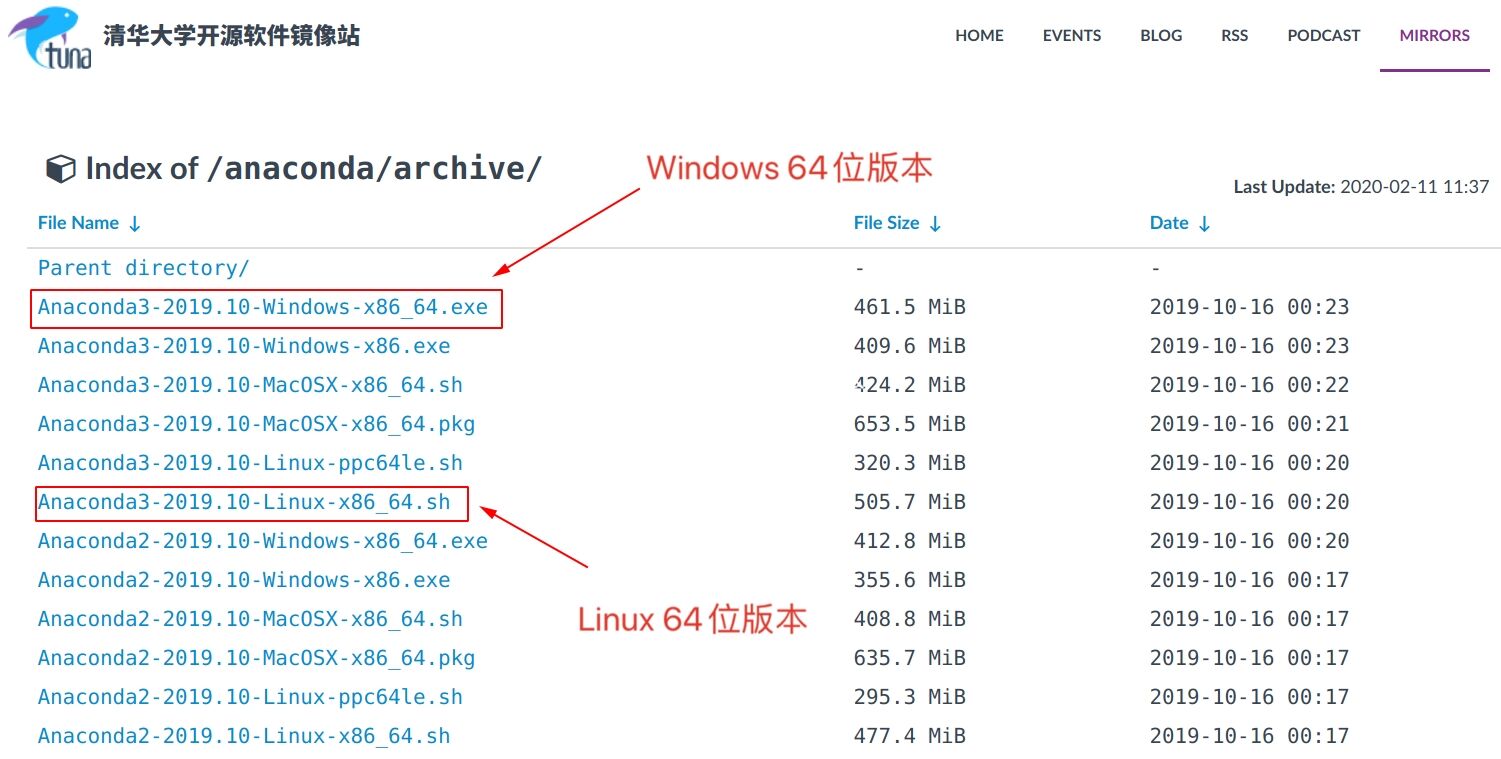 tuna 清华大学开源软件镜像站 HOME EVENTS BLOG RSS PODCAST MIRRORS
Index of /anaconda/archive/
Windows 64位版本
Last Update: 2020-02-11 11:37
File Name ↓ File Size ↓ Date ↓
Parent directory/ - -
Anaconda3-2019.10-Windows-x86_64.exe 461.5 MiB 2019-10-16 00:23
Anaconda3-2019.10-Windows-x86.exe 409.6 MiB 2019-10-16 00:23
Anaconda3-2019.10-MacOSX-x86_64.sh 424.2 MiB 2019-10-16 00:22
Anaconda3-2019.10-MacOSX-x86_64.pkg 653.5 MiB 2019-10-16 00:21
Anaconda3-2019.10-Linux-ppc64le.sh 320.3 MiB 2019-10-16 00:20
Anaconda3-2019.10-Linux-x86_64.sh 505.7 MiB 2019-10-16 00:20
Anaconda2-2019.10-Windows-x86_64.exe 412.8 MiB 2019-10-16 00:20
Anaconda2-2019.10-Windows-x86.exe 355.6 MiB 2019-10-16 00:17
Linux 64位版本
Anaconda2-2019.10-MacOSX-x86_64.sh 408.8 MiB 2019-10-16 00:17
Anaconda2-2019.10-MacOSX-x86_64.pkg 635.7 MiB 2019-10-16 00:17
Anaconda2-2019.10-Linux-ppc64le.sh 295.3 MiB 2019-10-16 00:17
Anaconda2-2019.10-Linux-x86_64.sh 477.4 MiB 2019-10-16 00:17